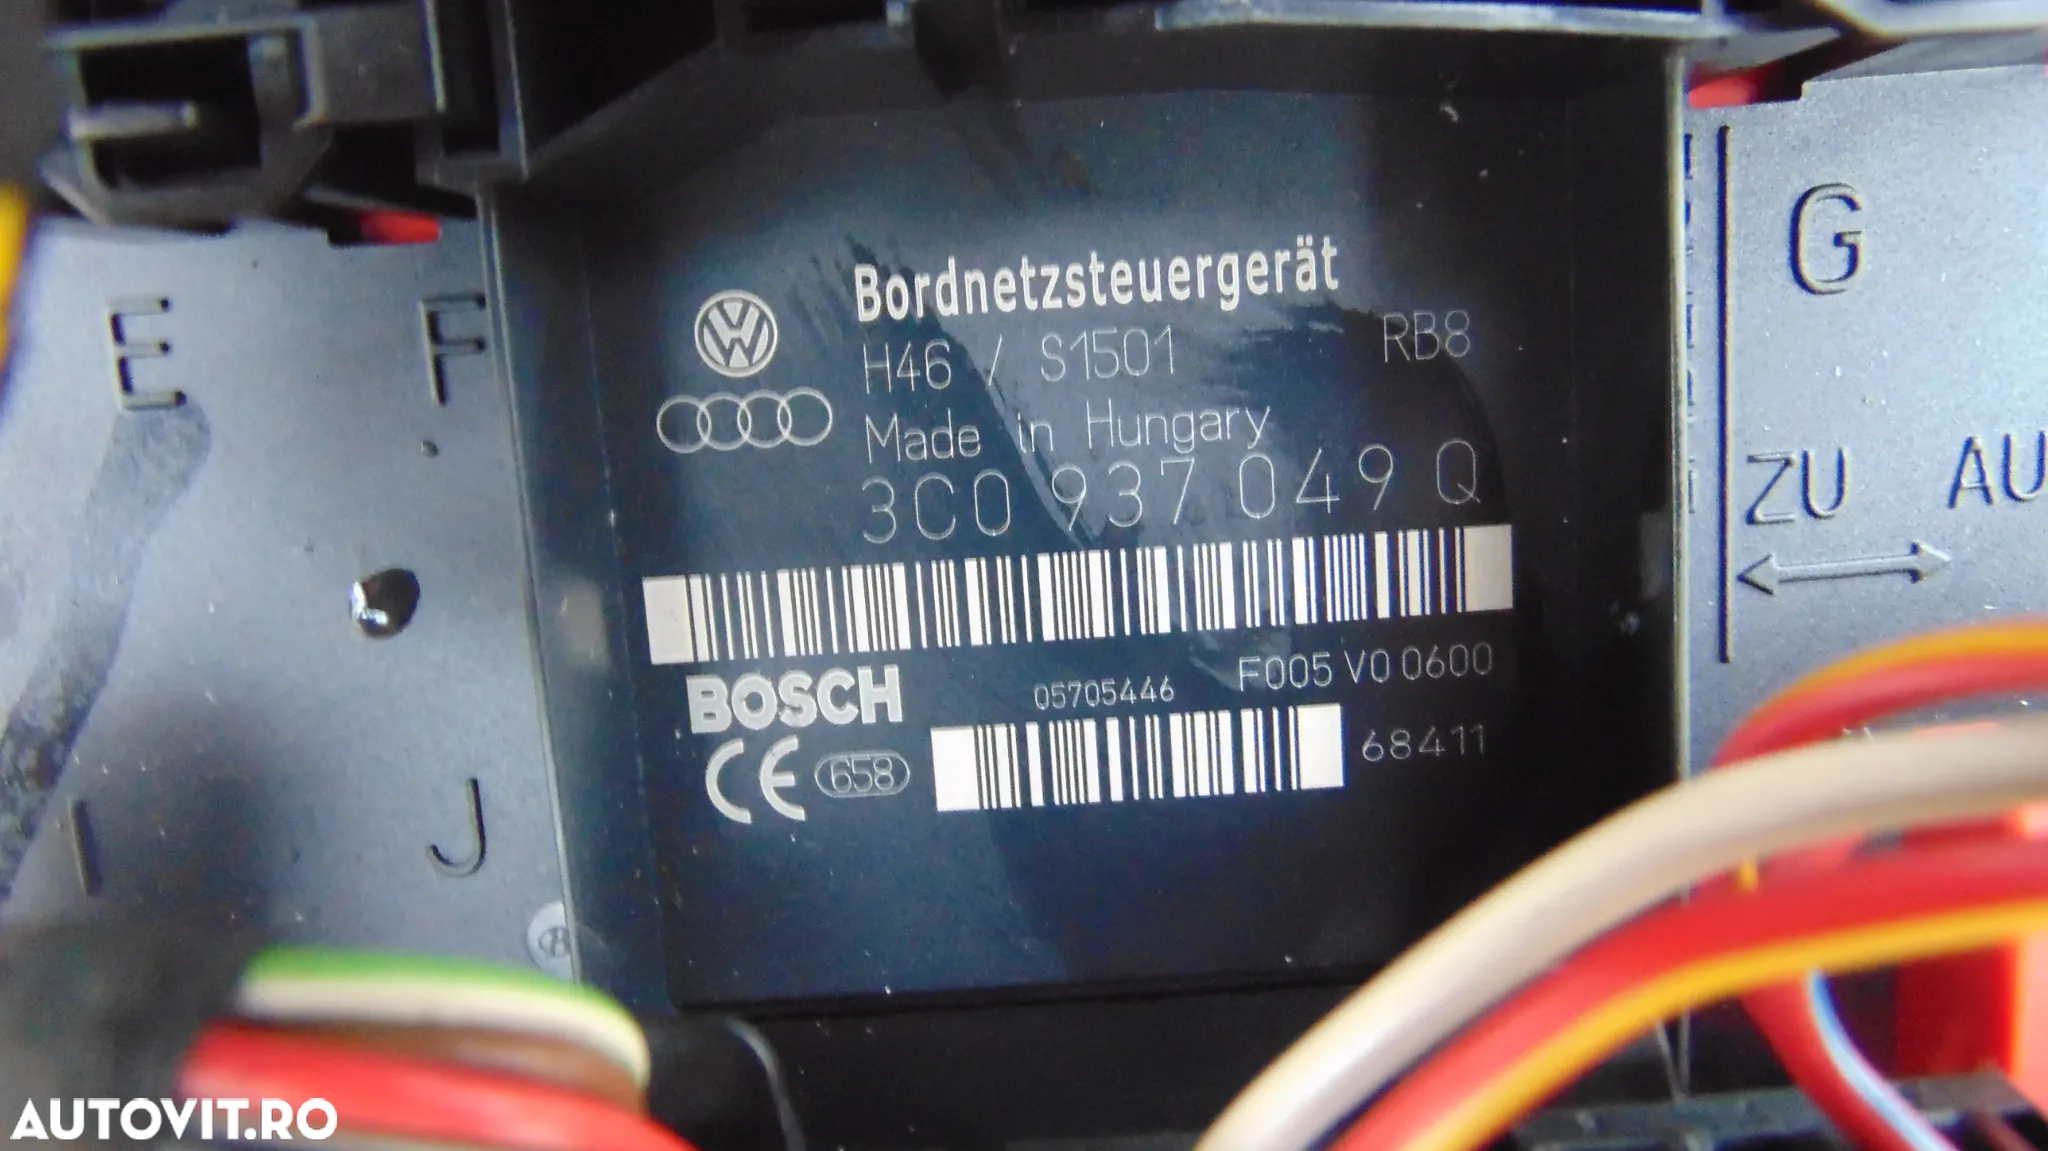 Bordnetzsteuergerät
H46 / S1501 RB8
Made in Hungary
3C0 937 049 Q
BOSCH 05705446 F005 V0 0600
CE 658 68411
E F
I J
G
ZU AU
AUTOVIT.RO